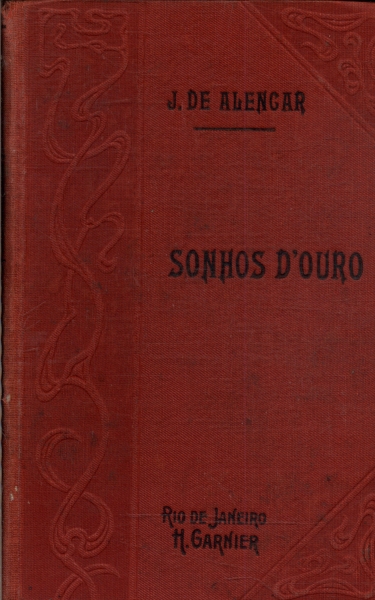 J. DE ALENCAR
SONHOS D'OURO
RIO DE JANEIRO
H. GARNIER